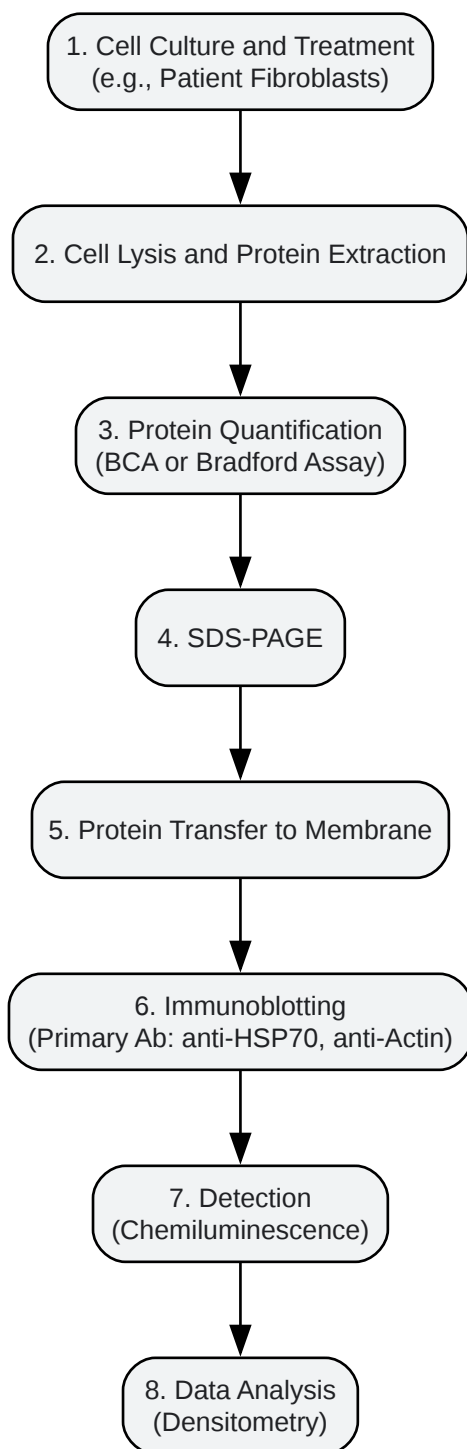 1. Cell Culture and Treatment
(e.g., Patient Fibroblasts)
2. Cell Lysis and Protein Extraction
3. Protein Quantification
(BCA or Bradford Assay)
4. SDS-PAGE
5. Protein Transfer to Membrane
6. Immunoblotting
(Primary Ab: anti-HSP70, anti-Actin)
7. Detection
(Chemiluminescence)
8. Data Analysis
(Densitometry)